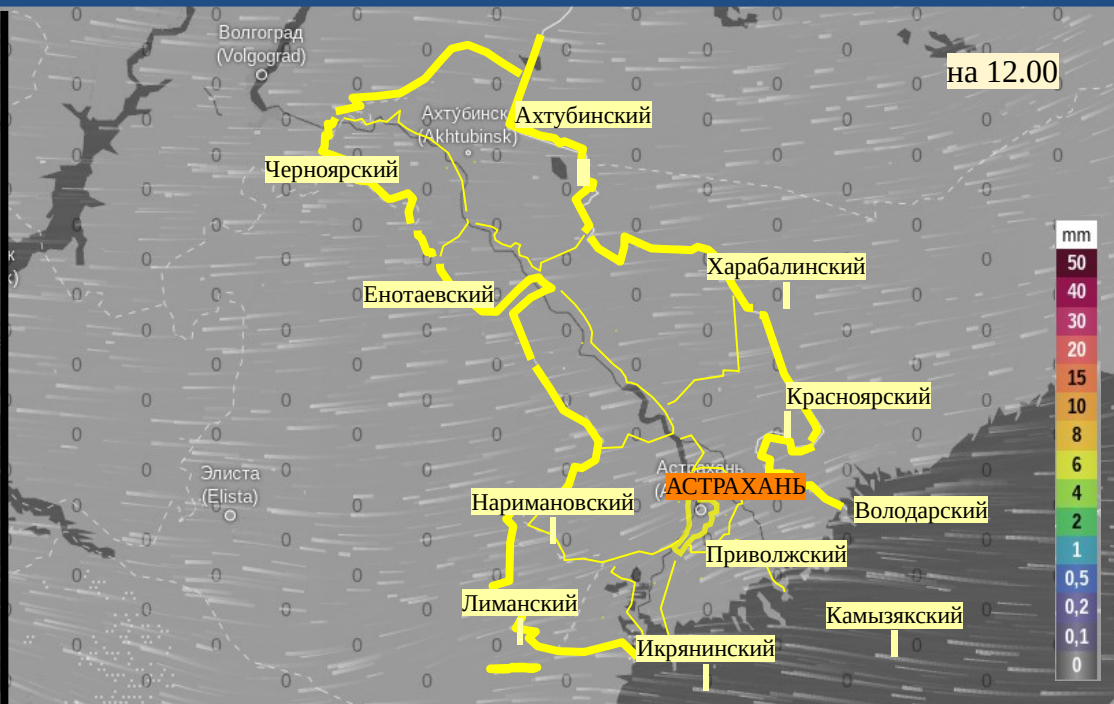 Волгоград
(Volgograd)
на 12.00
Ахтубинск
(Akhtubinsk)
Ахтубинский
Черноярский
mm
50
40
30
20
15
10
8
6
4
2
1
0,5
0,2
0,1
0
Харабалинский
Енотаевский
Красноярский
Элиста
(Elista)
Астрахань
АСТРАХАНЬ
Наримановский
Володарский
Приволжский
Лиманский
Камызякский
Икрянинский